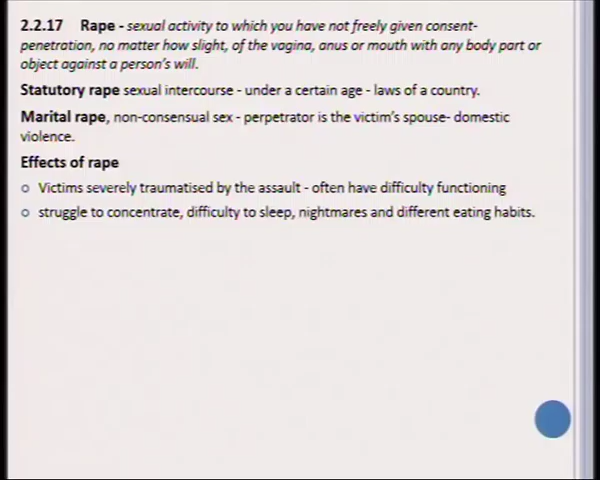 2.2.17 Rape - sexual activity to which you have not freely given consent-
penetration, no matter how slight, of the vagina, anus or mouth with any body part or
object against a person's will.
Statutory rape sexual intercourse - under a certain age - laws of a country.
Marital rape, non-consensual sex - perpetrator is the victim's spouse- domestic
violence.
Effects of rape
Victims severely traumatised by the assault - often have difficulty functioning
struggle to concentrate, difficulty to sleep, nightmares and different eating habits.